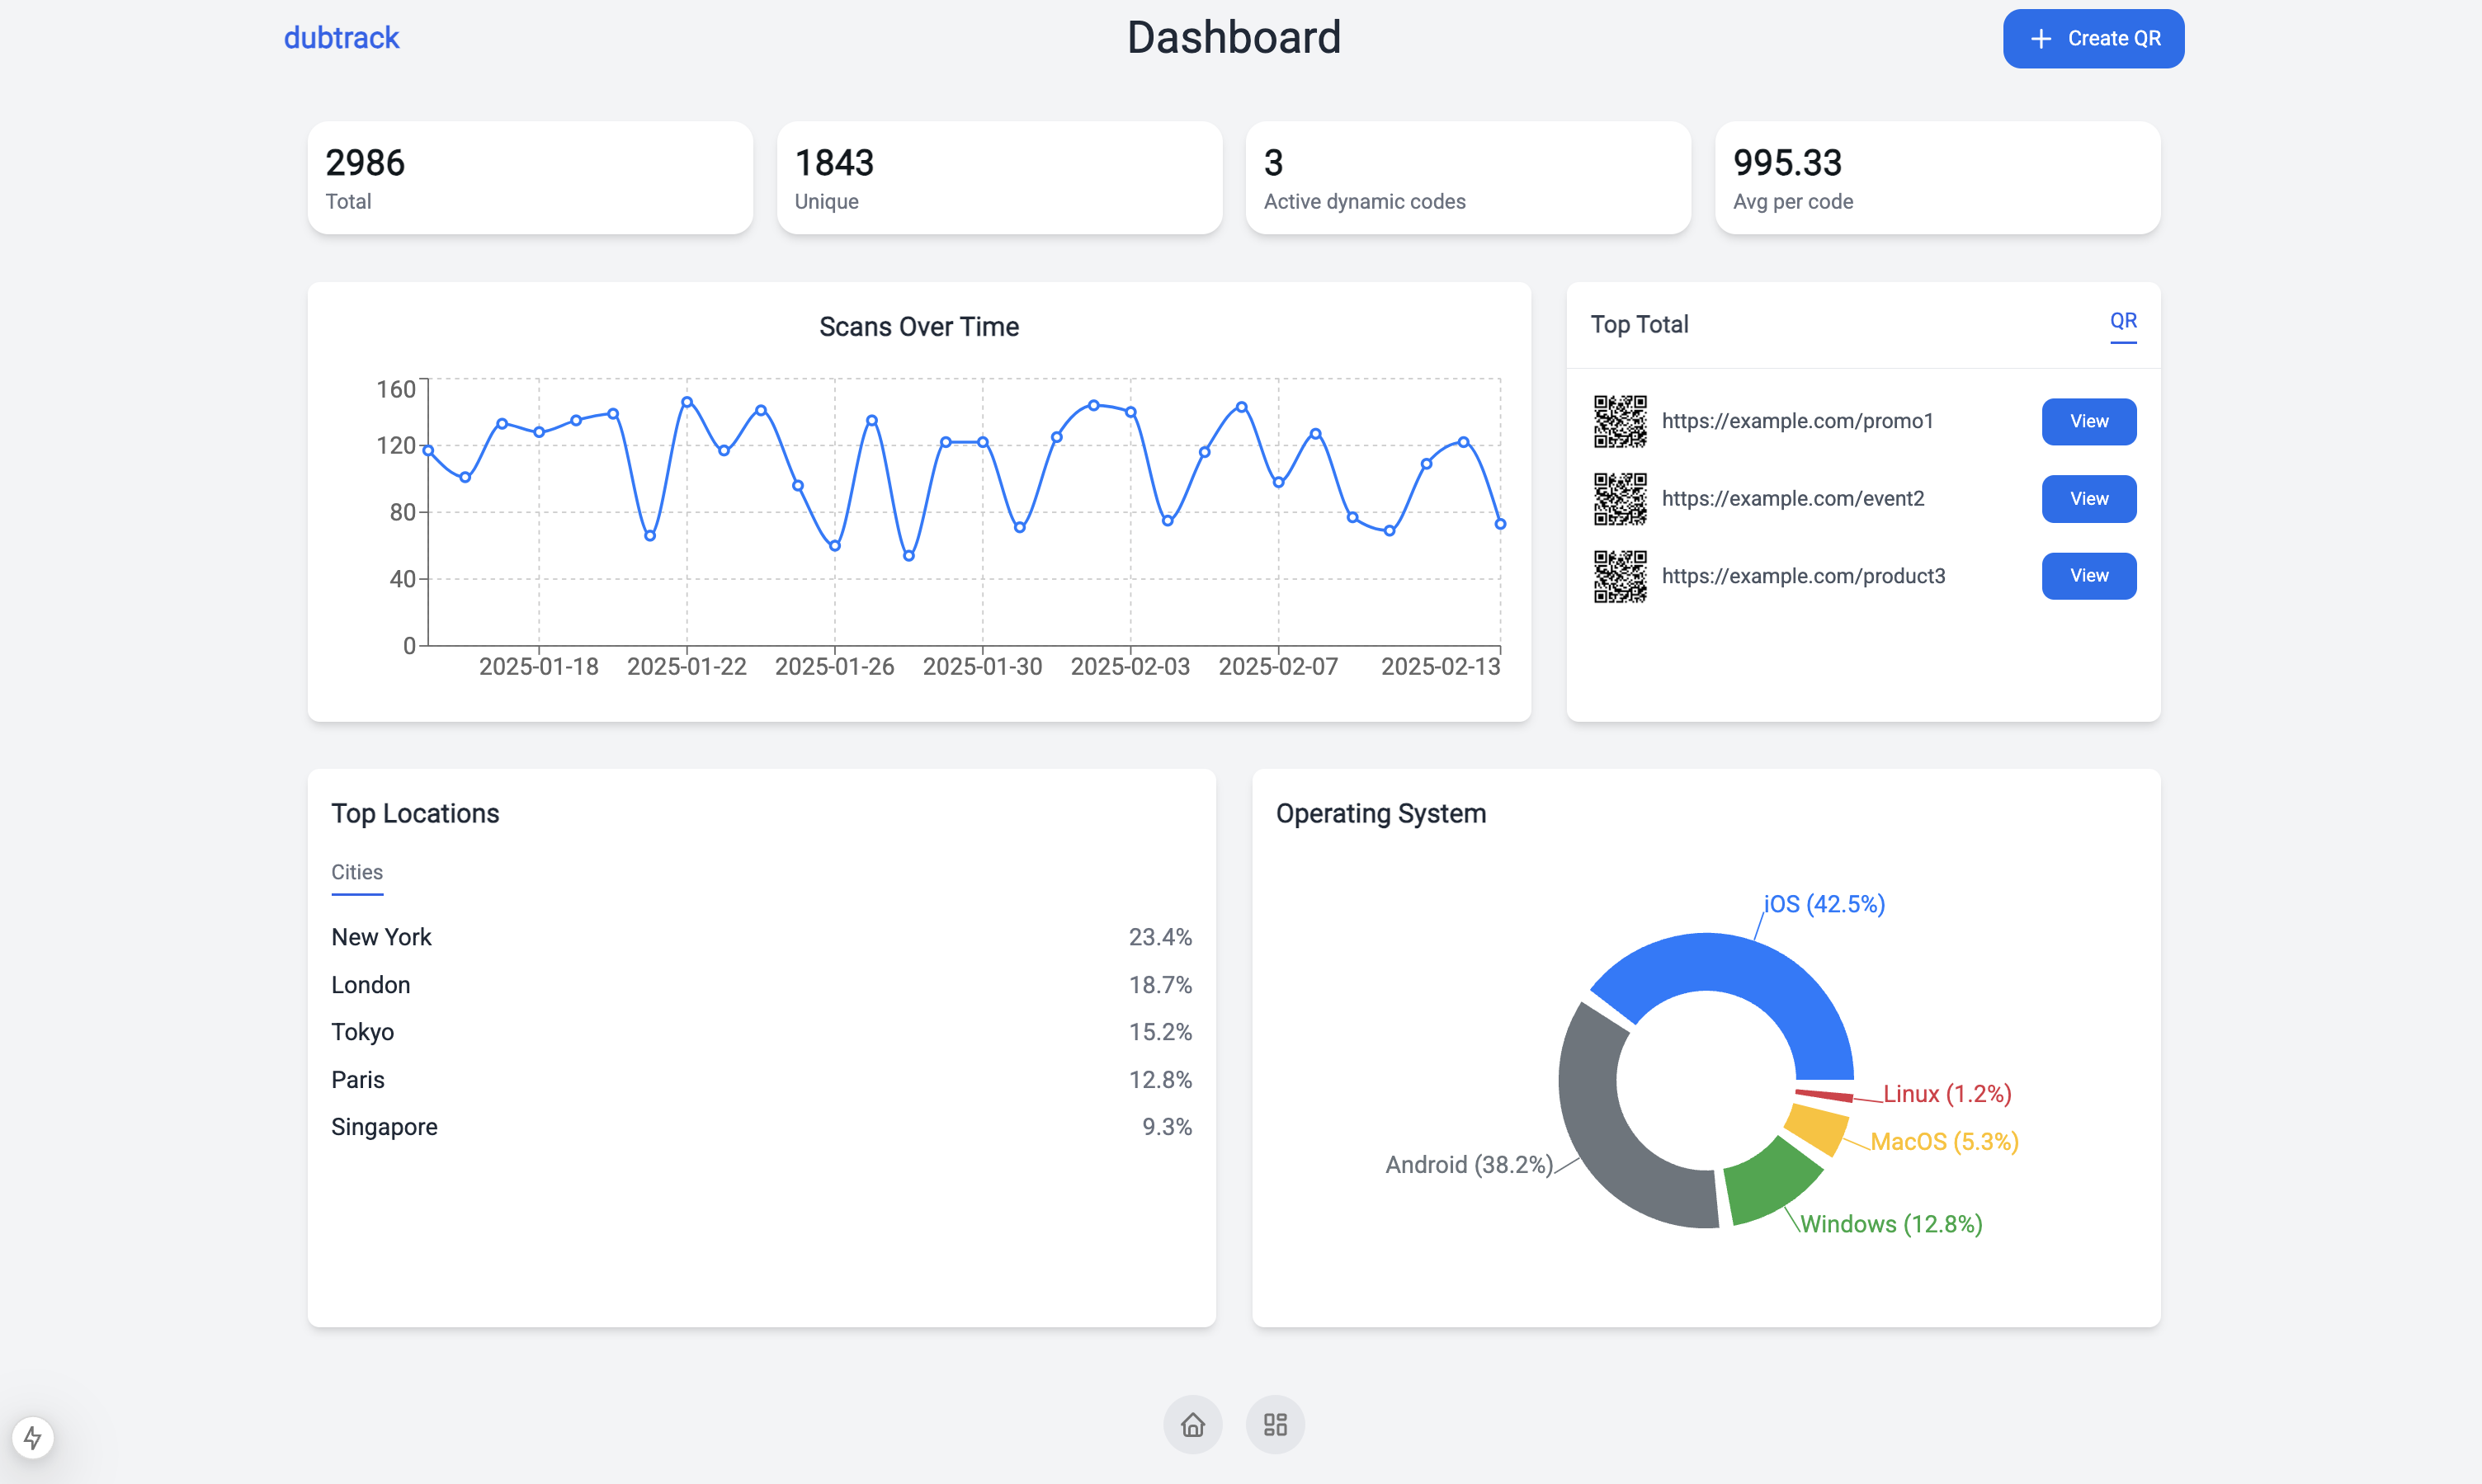 dubtrack
Dashboard
Create QR
2986
Total
1843
Unique
3
Active dynamic codes
995.33
Avg per code
Scans Over Time
160
120
80
40
0
2025-01-18 2025-01-22 2025-01-26 2025-01-30 2025-02-03 2025-02-07 2025-02-13
Top Total
QR
https://example.com/promo1
View
https://example.com/event2
View
https://example.com/product3
View
Top Locations
Cities
New York 23.4%
London 18.7%
Tokyo 15.2%
Paris 12.8%
Singapore 9.3%
Operating System
iOS (42.5%)
Linux (1.2%)
MacOS (5.3%)
Android (38.2%)
Windows (12.8%)